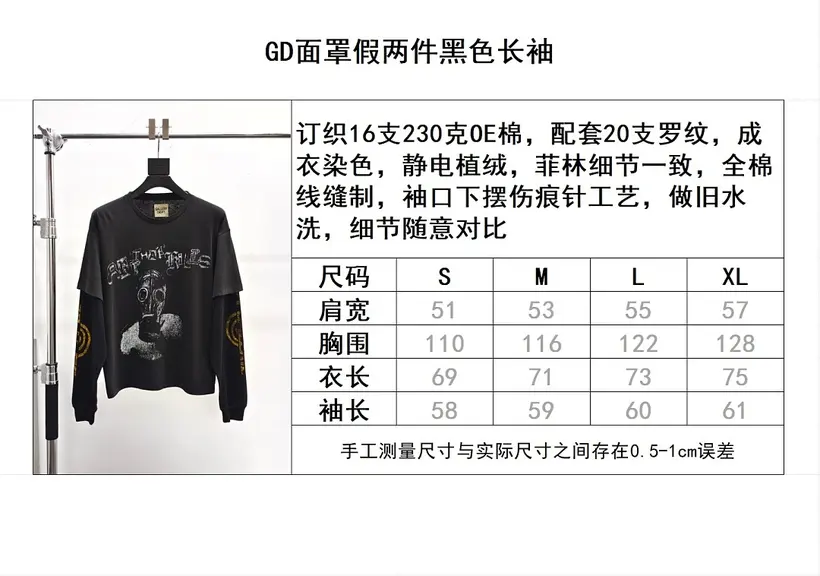 GD面罩假两件黑色长袖
订织16支230克OE棉，配套20支罗纹，成
衣染色，静电植绒，菲林细节一致，全棉
线缝制，袖口下摆伤痕针工艺，做旧水
洗，细节随意对比
尺码 S M L XL
肩宽 51 53 55 57
胸围 110 116 122 128
衣长 69 71 73 75
袖长 58 59 60 61
手工测量尺寸与实际尺寸之间存在0.5-1cm误差